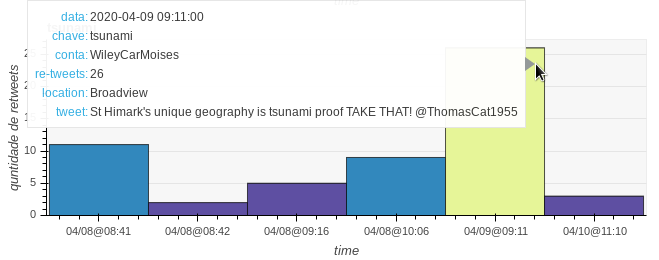 data: 2020-04-09 09:11:00
chave: tsunami
conta: WileyCarMoises
re-tweets: 26
location: Broadview
tweet: St Himark's unique geography is tsunami proof TAKE THAT! @ThomasCat1955
quntidade de retweets
10
5
0
04/08@08:41 04/08@08:42 04/08@09:16 04/08@10:06 04/09@09:11 04/10@11:10
time